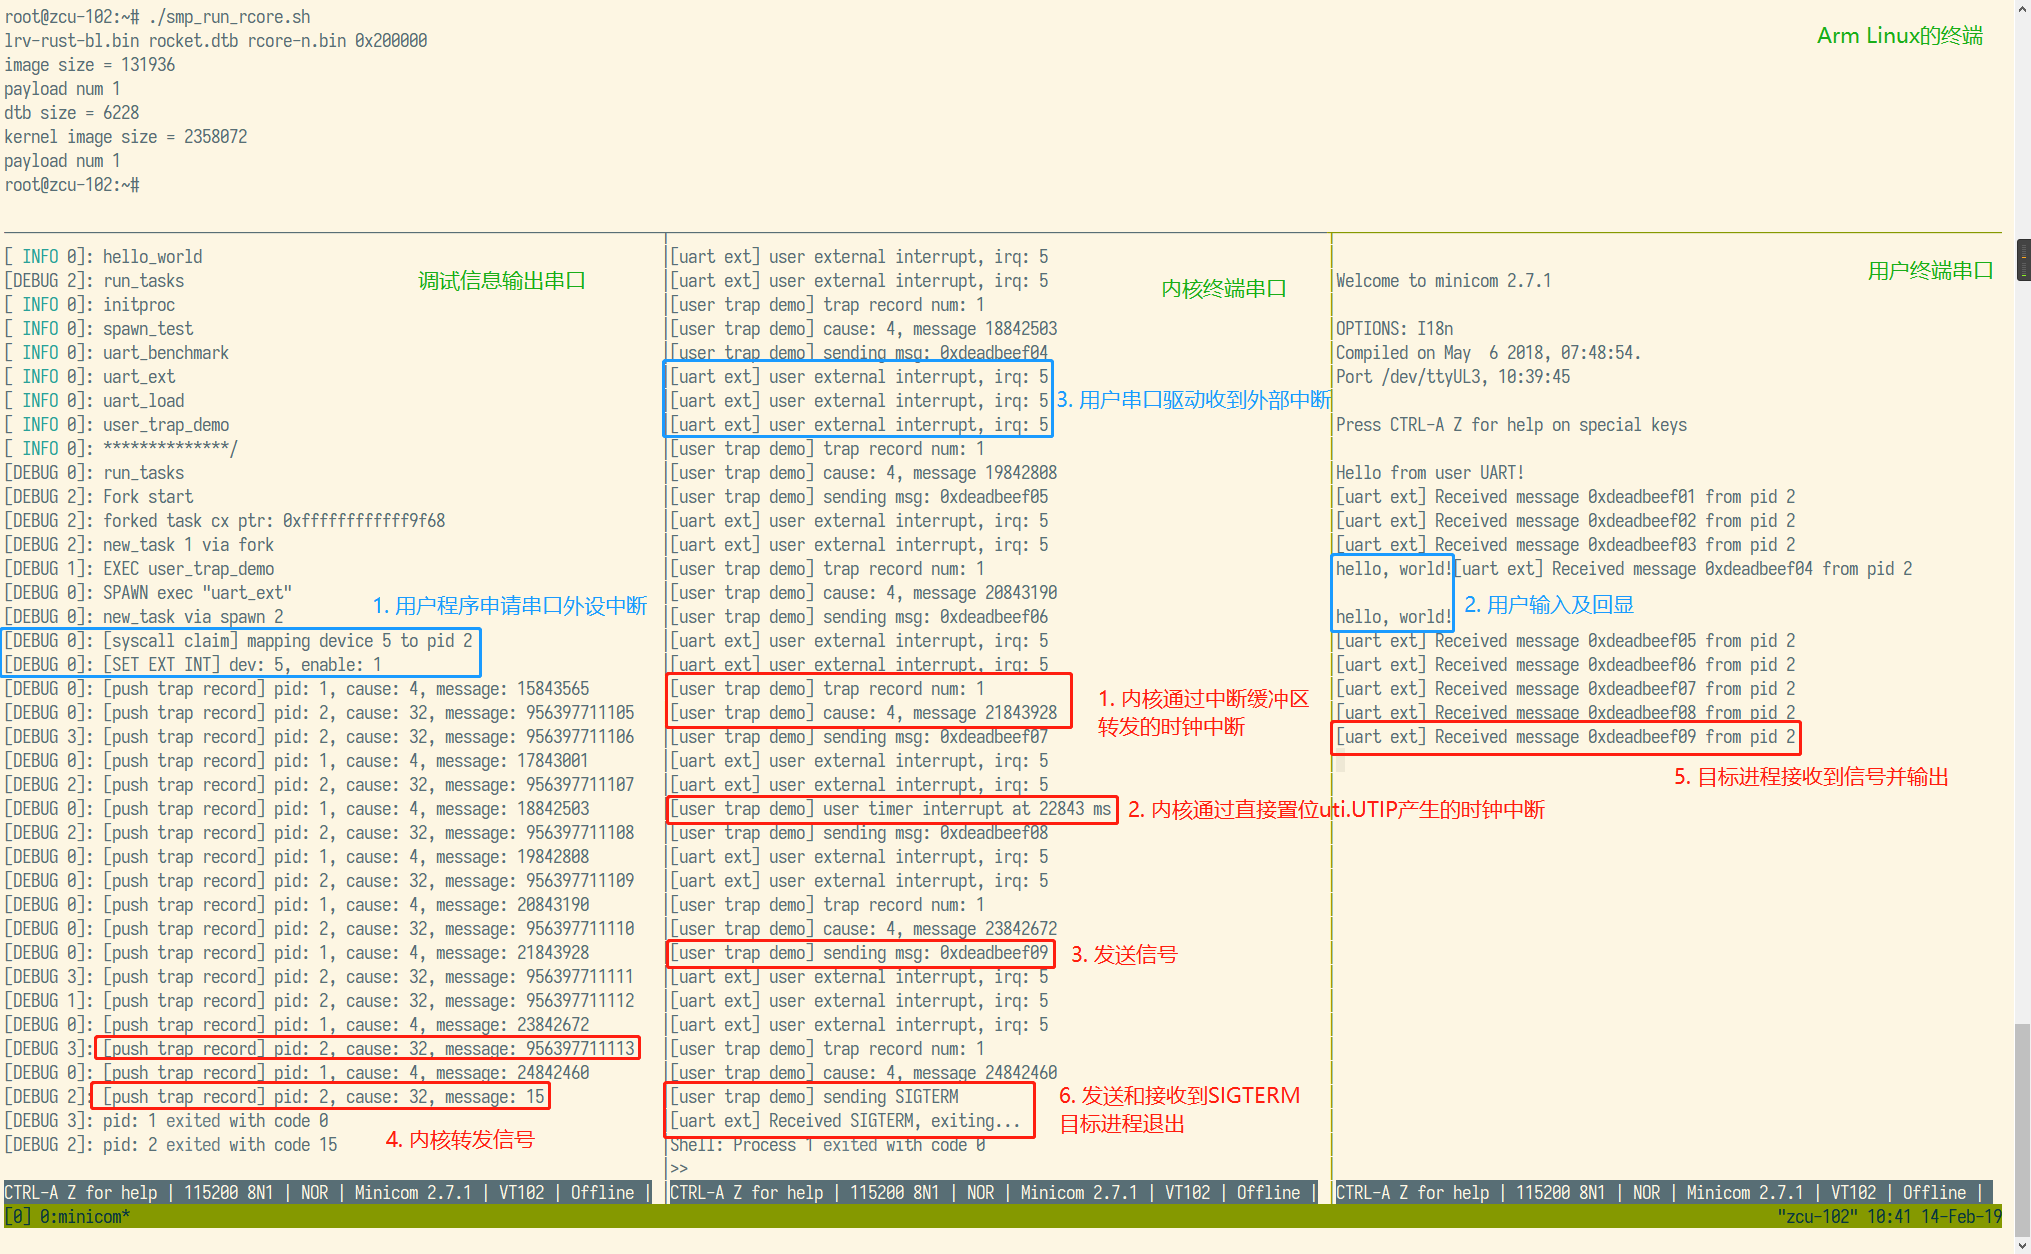 root@zcu-102:~# ./smp_run_rcore.sh
lrv-rust-bl.bin rocket.dtb rcore-n.bin 0x200000
image size = 131936
payload num 1
dtb size = 6228
kernel image size = 2358072
payload num 1
root@zcu-102:~#
Arm Linux的终端
[ INFO 0]: hello_world
[DEBUG 2]: run_tasks
[ INFO 0]: initproc
[ INFO 0]: spawn_test
[ INFO 0]: uart_benchmark
[ INFO 0]: uart_ext
[ INFO 0]: uart_load
[ INFO 0]: user_trap_demo
[ INFO 0]: **************/
[DEBUG 0]: run_tasks
[DEBUG 2]: Fork start
[DEBUG 2]: forked task cx ptr: 0xffffffffffff9f68
[DEBUG 2]: new_task 1 via fork
[DEBUG 1]: EXEC user_trap_demo
[DEBUG 0]: SPAWN exec "uart_ext"
[DEBUG 0]: new_task via spawn 2
[DEBUG 0]: [syscall claim] mapping device 5 to pid 2
[DEBUG 0]: [SET EXT INT] dev: 5, enable: 1
[DEBUG 0]: [push trap record] pid: 1, cause: 4, message: 15843565
[DEBUG 0]: [push trap record] pid: 2, cause: 32, message: 956397711105
[DEBUG 3]: [push trap record] pid: 2, cause: 32, message: 956397711106
[DEBUG 0]: [push trap record] pid: 1, cause: 4, message: 17843001
[DEBUG 2]: [push trap record] pid: 2, cause: 32, message: 956397711107
[DEBUG 0]: [push trap record] pid: 1, cause: 4, message: 18842503
[DEBUG 2]: [push trap record] pid: 2, cause: 32, message: 956397711108
[DEBUG 0]: [push trap record] pid: 1, cause: 4, message: 19842808
[DEBUG 0]: [push trap record] pid: 2, cause: 32, message: 956397711109
[DEBUG 0]: [push trap record] pid: 1, cause: 4, message: 20843190
[DEBUG 0]: [push trap record] pid: 2, cause: 32, message: 956397711110
[DEBUG 0]: [push trap record] pid: 1, cause: 4, message: 21843928
[DEBUG 3]: [push trap record] pid: 2, cause: 32, message: 956397711111
[DEBUG 1]: [push trap record] pid: 2, cause: 32, message: 956397711112
[DEBUG 0]: [push trap record] pid: 1, cause: 4, message: 23842672
[DEBUG 3]: [push trap record] pid: 2, cause: 32, message: 956397711113
[DEBUG 0]: [push trap record] pid: 1, cause: 4, message: 24842460
[DEBUG 2]: [push trap record] pid: 2, cause: 32, message: 15
[DEBUG 3]: pid: 1 exited with code 0
[DEBUG 2]: pid: 2 exited with code 15
调试信息输出串口
1. 用户程序申请串口外设中断
4. 内核转发信号
CTRL-A Z for help | 115200 8N1 | NOR | Minicom 2.7.1 | VT102 | Offline |
[uart ext] user external interrupt, irq: 5
[uart ext] user external interrupt, irq: 5
[user trap demo] trap record num: 1
[user trap demo] cause: 4, message 18842503
[user trap demo] sending msg: 0xdeadbeef04
[uart ext] user external interrupt, irq: 5
[uart ext] user external interrupt, irq: 5
[uart ext] user external interrupt, irq: 5
[user trap demo] trap record num: 1
[user trap demo] cause: 4, message 19842808
[user trap demo] sending msg: 0xdeadbeef05
[uart ext] user external interrupt, irq: 5
[uart ext] user external interrupt, irq: 5
[user trap demo] trap record num: 1
[user trap demo] cause: 4, message 20843190
[user trap demo] sending msg: 0xdeadbeef06
[uart ext] user external interrupt, irq: 5
[uart ext] user external interrupt, irq: 5
[user trap demo] trap record num: 1
[user trap demo] cause: 4, message 21843928
[user trap demo] sending msg: 0xdeadbeef07
[uart ext] user external interrupt, irq: 5
[uart ext] user external interrupt, irq: 5
[user trap demo] user timer interrupt at 22843 ms
[user trap demo] sending msg: 0xdeadbeef08
[uart ext] user external interrupt, irq: 5
[uart ext] user external interrupt, irq: 5
[user trap demo] trap record num: 1
[user trap demo] cause: 4, message 23842672
[user trap demo] sending msg: 0xdeadbeef09
[uart ext] user external interrupt, irq: 5
[uart ext] user external interrupt, irq: 5
[uart ext] user external interrupt, irq: 5
[user trap demo] trap record num: 1
[user trap demo] cause: 4, message 24842460
[user trap demo] sending SIGTERM
[uart ext] Received SIGTERM, exiting...
Shell: Process 1 exited with code 0
>>
内核终端串口
3. 用户串口驱动收到外部中断
1. 内核通过中断缓冲区
转发的时钟中断
2. 内核通过直接置位uti.UTIP产生的时钟中断
3. 发送信号
6. 发送和接收到SIGTERM
目标进程退出
CTRL-A Z for help | 115200 8N1 | NOR | Minicom 2.7.1 | VT102 | Offline |
Welcome to minicom 2.7.1
OPTIONS: I18n
Compiled on May  6 2018, 07:48:54.
Port /dev/ttyUL3, 10:39:45
Press CTRL-A Z for help on special keys
Hello from user UART!
[uart ext] Received message 0xdeadbeef01 from pid 2
[uart ext] Received message 0xdeadbeef02 from pid 2
[uart ext] Received message 0xdeadbeef03 from pid 2
hello, world![uart ext] Received message 0xdeadbeef04 from pid 2
hello, world!
[uart ext] Received message 0xdeadbeef05 from pid 2
[uart ext] Received message 0xdeadbeef06 from pid 2
[uart ext] Received message 0xdeadbeef07 from pid 2
[uart ext] Received message 0xdeadbeef08 from pid 2
[uart ext] Received message 0xdeadbeef09 from pid 2
用户终端串口
2. 用户输入及回显
5. 目标进程接收到信号并输出
CTRL-A Z for help | 115200 8N1 | NOR | Minicom 2.7.1 | VT102 | Offline |
[0] 0:minicom*
"zcu-102" 10:41 14-Feb-19